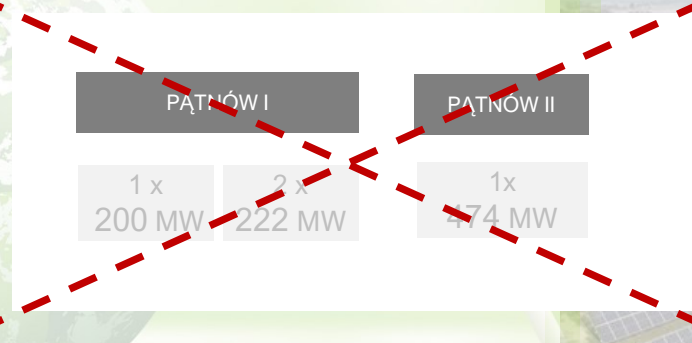 PĄTNÓW I
PĄTNÓW II
1 x
200 MW
2 x
222 MW
1x
474 MW